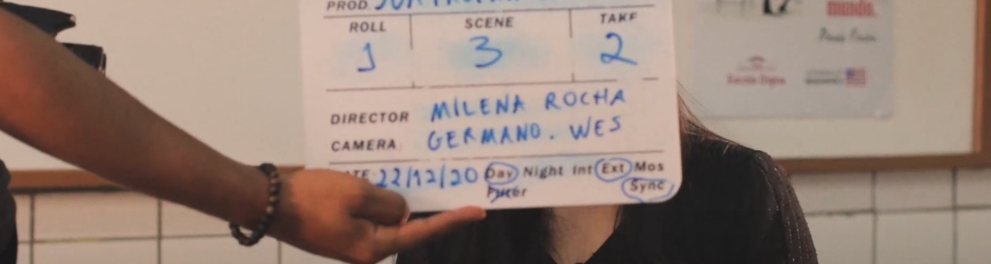 PROD.
ROLL SCENE TAKE
1 3 2
DIRECTOR MILENA ROCHA
CAMERA GERMANO. WES
22/12/20 Day Night Int Ext Mos
Filter Sync